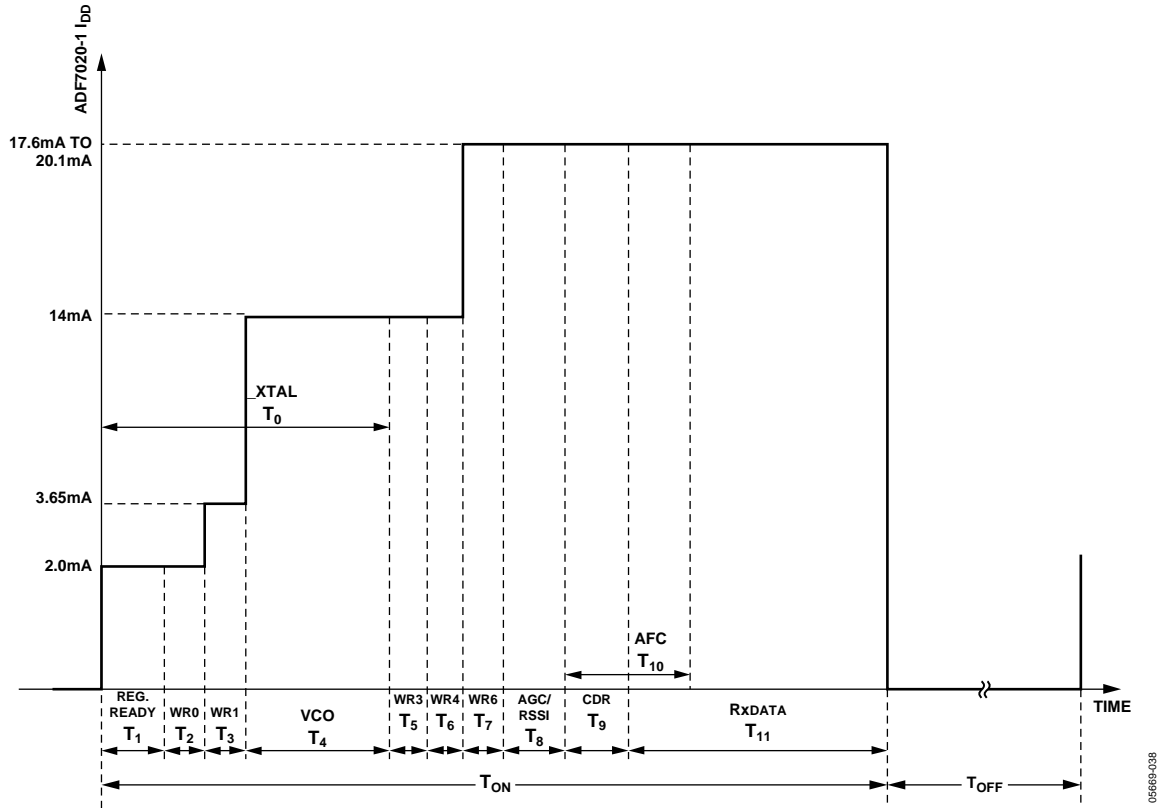 ADF7020-1 IDD
17.6mA TO
20.1mA
14mA
_XTAL
T0
3.65mA
2.0mA
AFC
T10
REG.
READY
T1
WR0
T2
WR1
T3
VCO
T4
WR3
T5
WR4
T6
WR6
T7
AGC/
RSSI
T8
CDR
T9
RxDATA
T11
TIME
TON
TOFF
05669-038